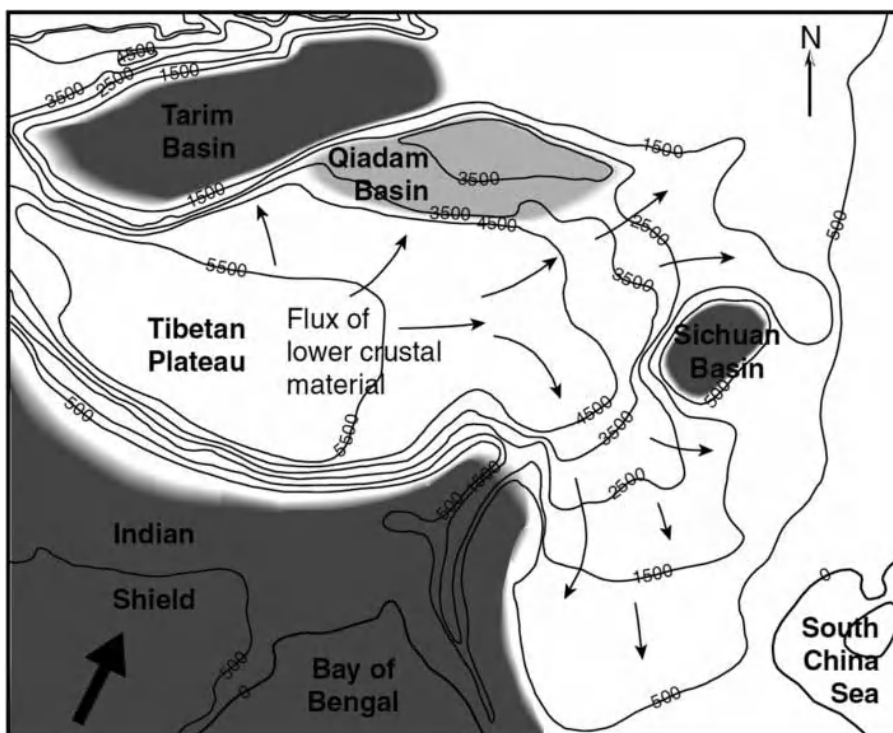 N
4500
3500
2500
1500
Tarim
Basin
1500
Qiadam
Basin
3500
1500
3500
4500
2500
500
5500
3500
Tibetan
Plateau
Flux of
lower crustal
material
Sichuan
Basin
500
500
5500
4500
3500
2500
500
1500
Indian
Shield
1500
0
South
China
Sea
500
0
Bay of
Bengal
500